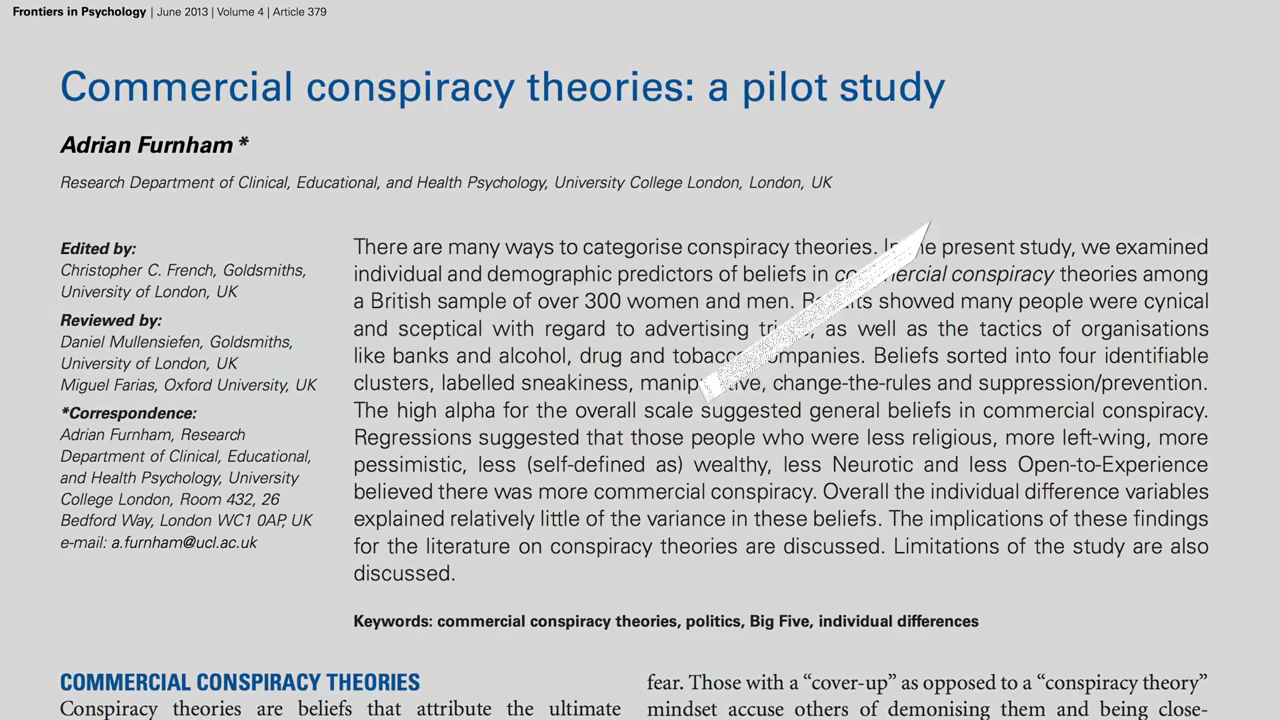 Frontiers in Psychology | June 2013 | Volume 4 | Article 379
Commercial conspiracy theories: a pilot study
Adrian Furnham *
Research Department of Clinical, Educational, and Health Psychology, University College London, London, UK
Edited by:
Christopher C. French, Goldsmiths,
University of London, UK
Reviewed by:
Daniel Mullensiefen, Goldsmiths,
University of London, UK
Miguel Farias, Oxford University, UK
*Correspondence:
Adrian Furnham, Research
Department of Clinical, Educational,
and Health Psychology, University
College London, Room 432, 26
Bedford Way, London WC1 0AP, UK
e-mail: a.furnham@ucl.ac.uk
There are many ways to categorise conspiracy theories. In the present study, we examined
individual and demographic predictors of beliefs in commercial conspiracy theories among
a British sample of over 300 women and men. Results showed many people were cynical
and sceptical with regard to advertising as well as the tactics of organisations
like banks and alcohol, drug and tobacco companies. Beliefs sorted into four identifiable
clusters, labelled sneakiness, manipulative, change-the-rules and suppression/prevention.
The high alpha for the overall scale suggested general beliefs in commercial conspiracy.
Regressions suggested that those people who were less religious, more left-wing, more
pessimistic, less (self-defined as) wealthy, less Neurotic and less Open-to-Experience
believed there was more commercial conspiracy. Overall the individual difference variables
explained relatively little of the variance in these beliefs. The implications of these findings
for the literature on conspiracy theories are discussed. Limitations of the study are also
discussed.
Keywords: commercial conspiracy theories, politics, Big Five, individual differences
COMMERCIAL CONSPIRACY THEORIES
Conspiracy theories are beliefs that attribute the ultimate
fear. Those with a “cover-up” as opposed to a “conspiracy theory”
mindset accuse others of demonising them and being close-